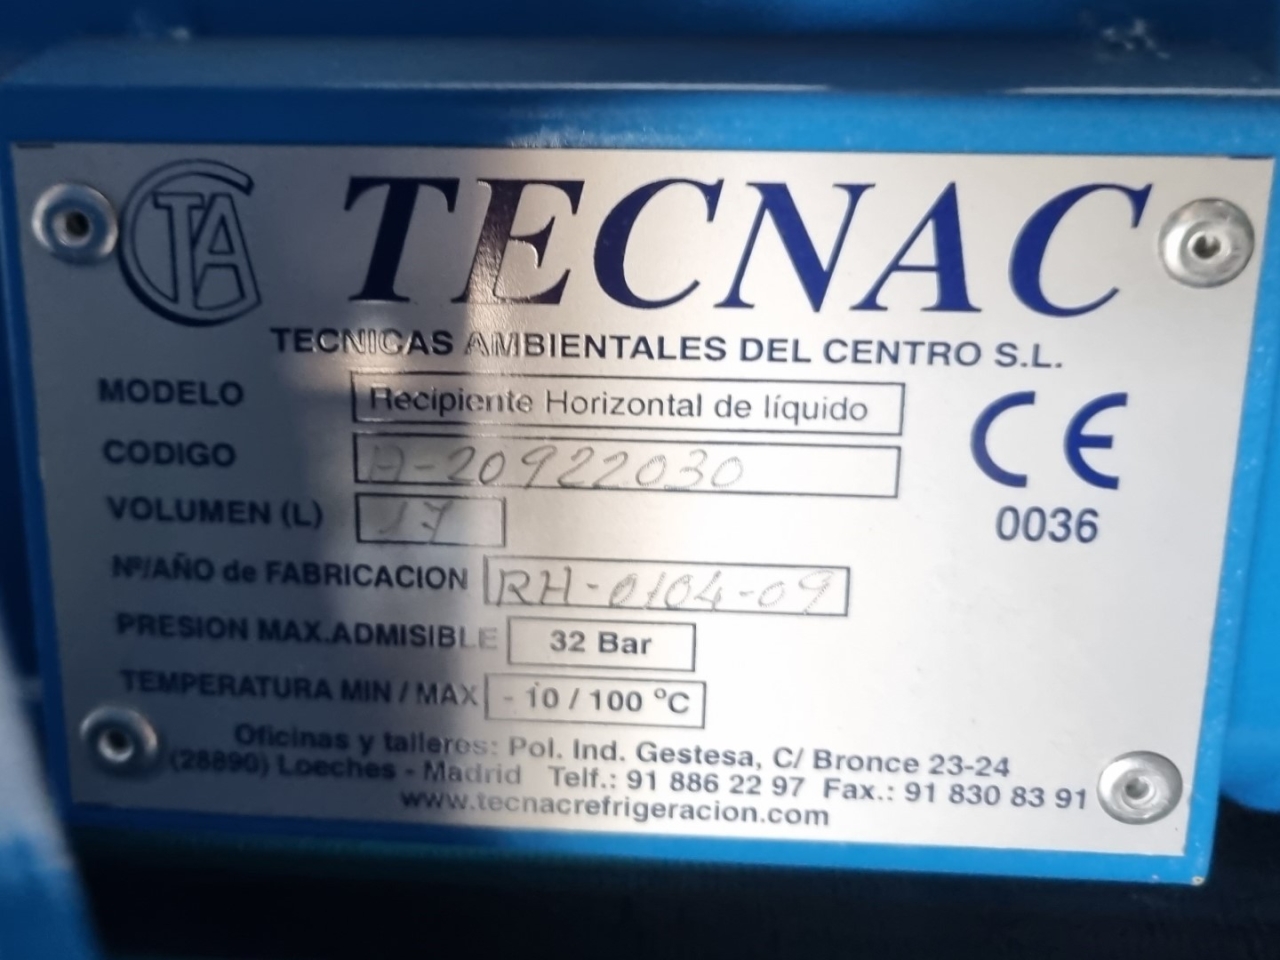 TECNAC
TECNICAS AMBIENTALES DEL CENTRO S.L.
MODELO Recipiente Horizontal de líquido
CODIGO A-20922030
VOLUMEN (L) 17
Nº/AÑO de FABRICACION RH-0104-09
PRESION MAX.ADMISIBLE 32 Bar
TEMPERATURA MIN / MAX - 10 / 100 ºC
CE
0036
Oficinas y talleres: Pol. Ind. Gestesa, C/ Bronce 23-24
(28890) Loeches - Madrid Telf.: 91 886 22 97 Fax.: 91 830 83 91
www.tecnacrefrigeracion.com